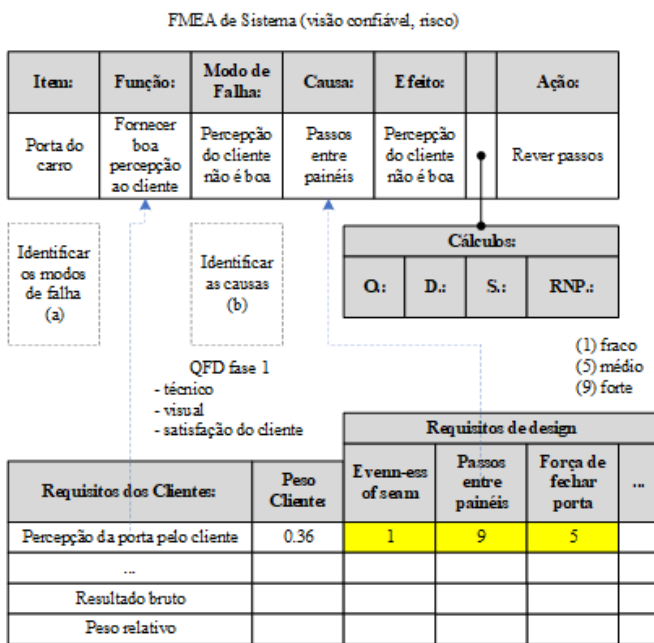 FMEA de Sistema (visão confiável, risco)
Item: Função: Modo de Falha: Causa: Efeito: Ação:
Porta do carro Fornecer boa percepção ao cliente Percepção do cliente não é boa Passos entre painéis Percepção do cliente não é boa Rever passos
Identificar os modos de falha (a)
Identificar as causas (b)
Cálculos:
O.: D.: S.: RNP.:
(1) fraco
(5) médio
(9) forte
QFD fase 1
- técnico
- visual
- satisfação do cliente
Requisitos de design
Requisitos dos Clientes: Peso Cliente: Evenn-ess of seam Passos entre painéis Força de fechar porta ...
Percepção da porta pelo cliente 0.36 1 9 5
...
Resultado bruto
Peso relativo